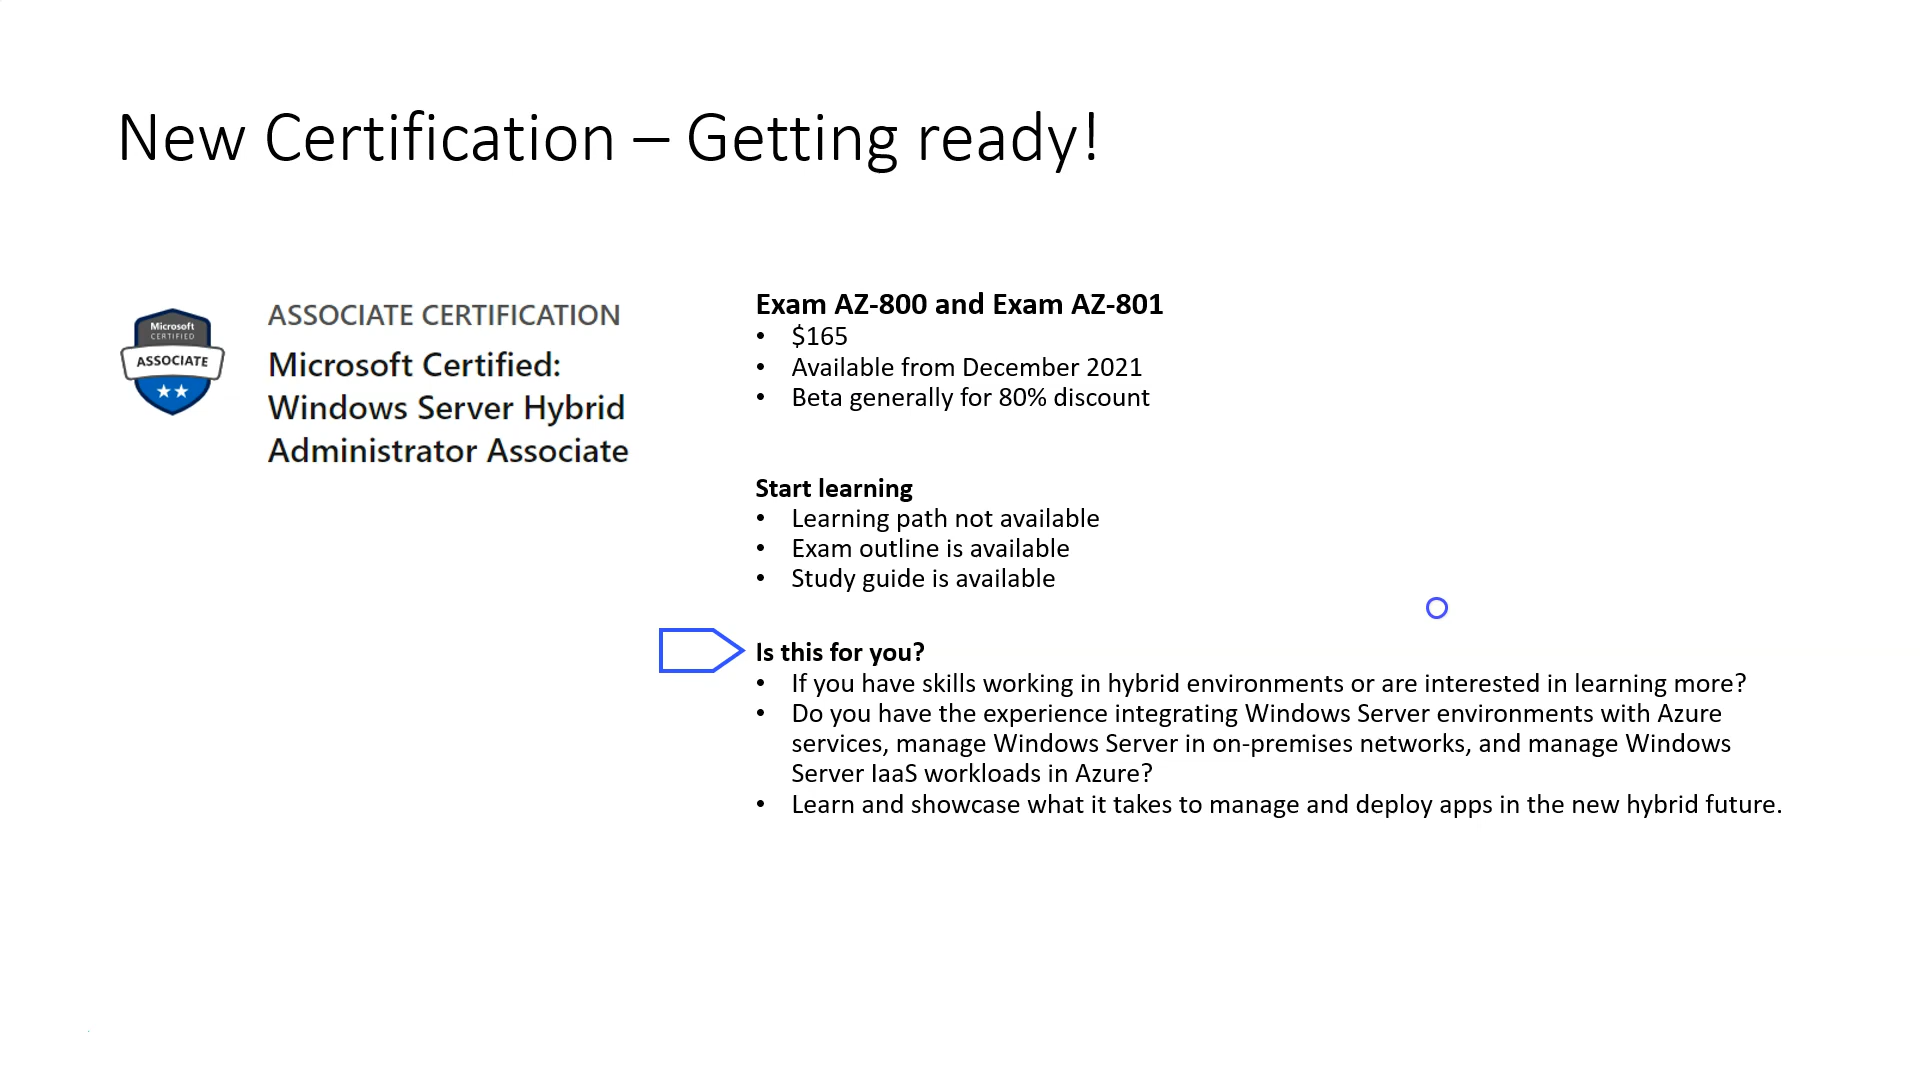 New Certification – Getting ready!
Microsoft
CERTIFIED
ASSOCIATE
ASSOCIATE CERTIFICATION
Microsoft Certified:
Windows Server Hybrid
Administrator Associate
Exam AZ-800 and Exam AZ-801
• $165
• Available from December 2021
• Beta generally for 80% discount
Start learning
• Learning path not available
• Exam outline is available
• Study guide is available
Is this for you?
• If you have skills working in hybrid environments or are interested in learning more?
• Do you have the experience integrating Windows Server environments with Azure
services, manage Windows Server in on-premises networks, and manage Windows
Server IaaS workloads in Azure?
• Learn and showcase what it takes to manage and deploy apps in the new hybrid future.